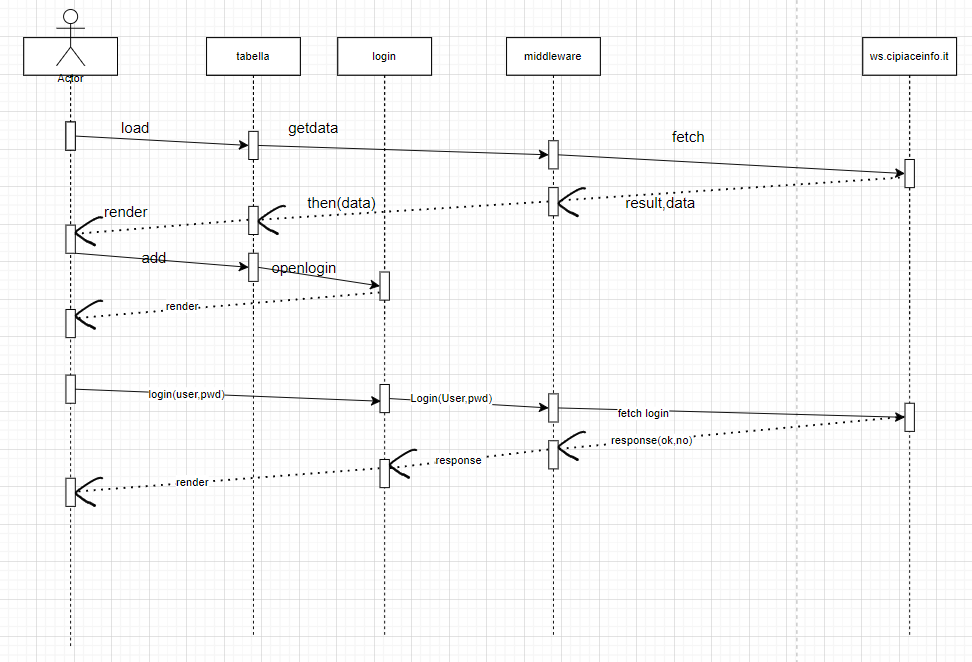 Actor
tabella
login
middleware
ws.cipiaceinfo.it
load
getdata
fetch
then(data)
result,data
render
add
openlogin
render
login(user,pwd)
Login(User,pwd)
fetch login
response(ok,no)
response
render